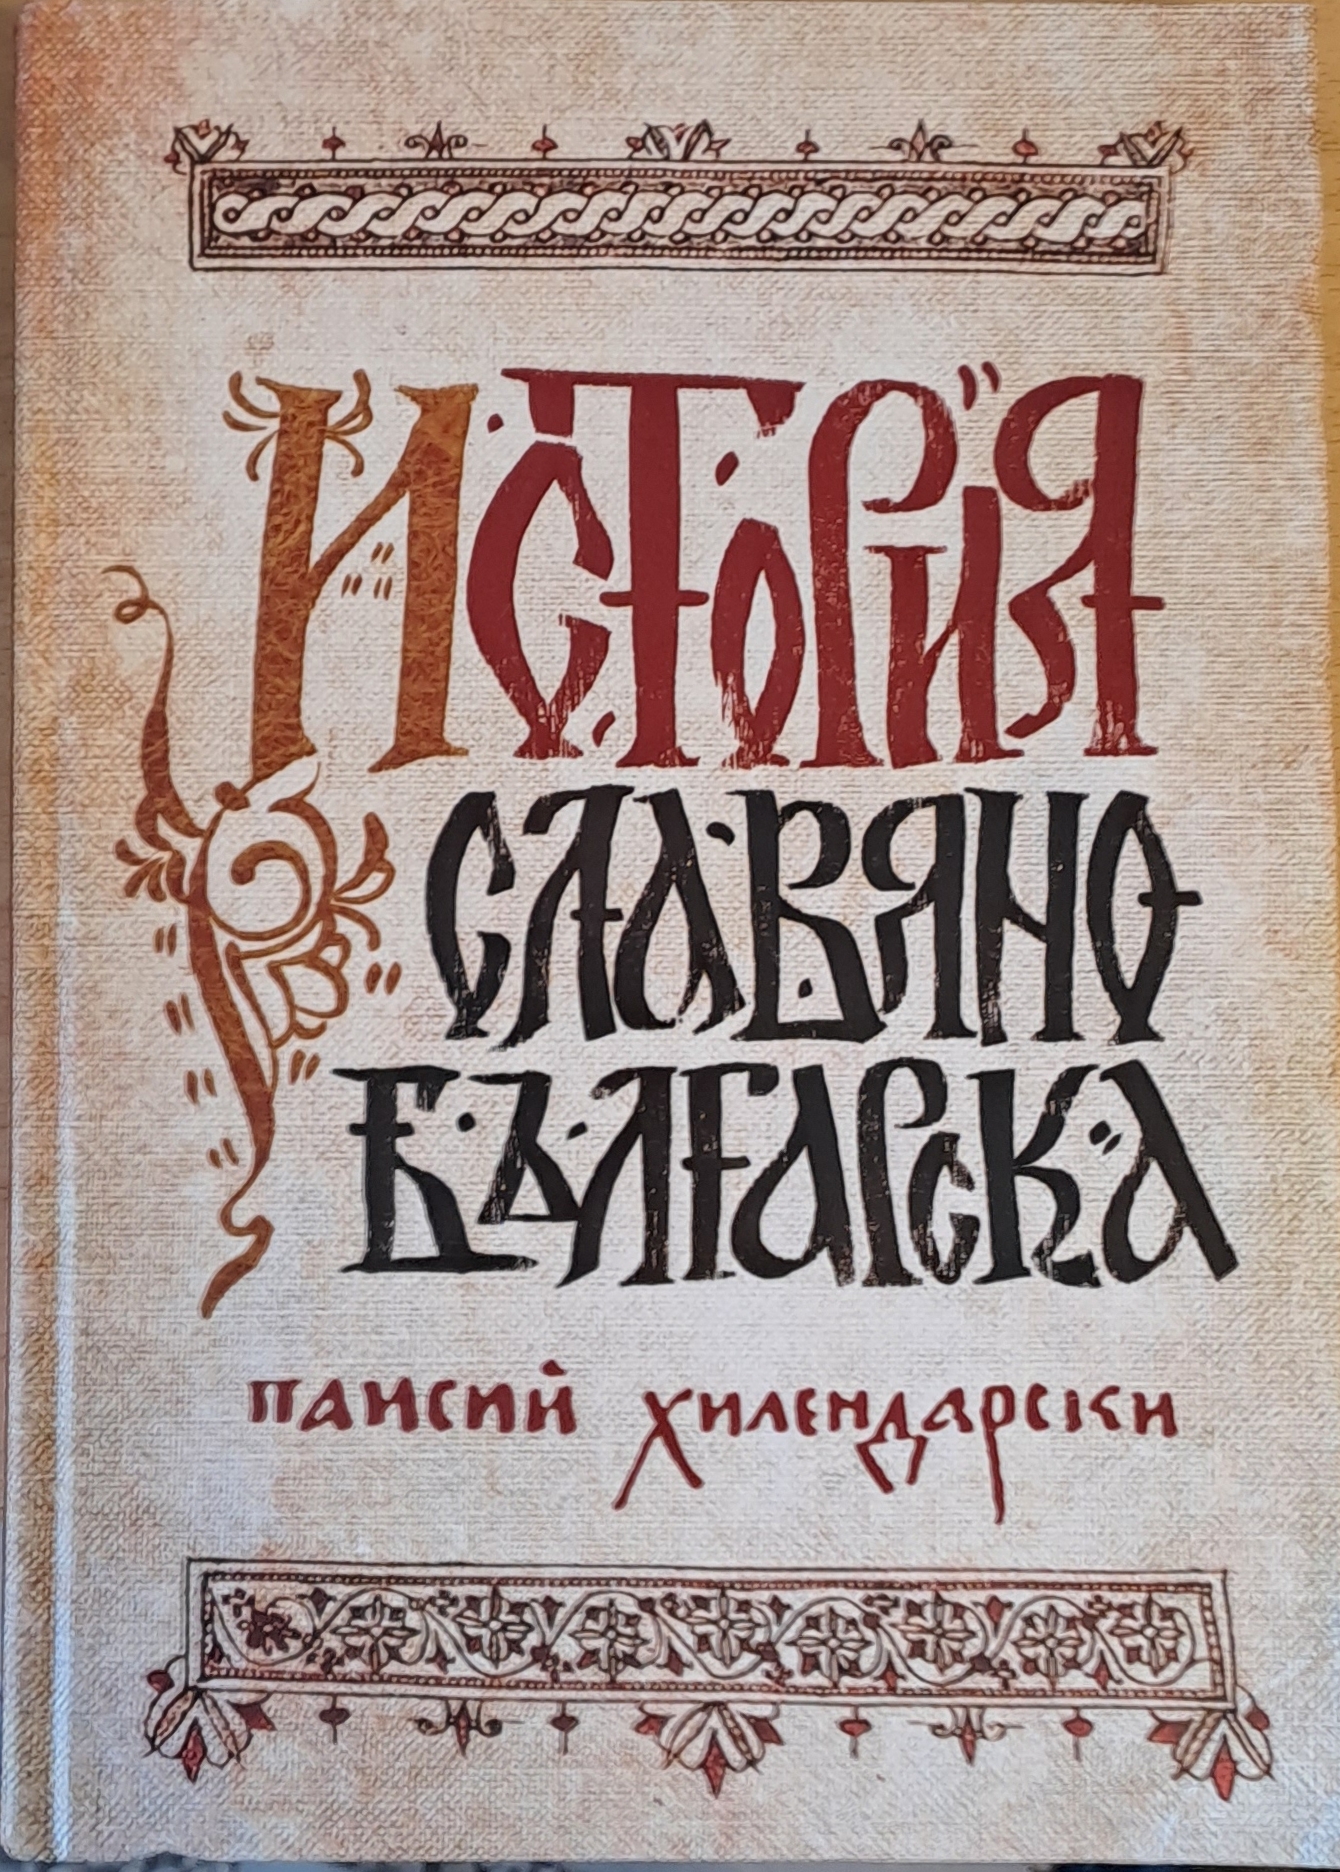 История
славяно
българска
паисий хилендарски